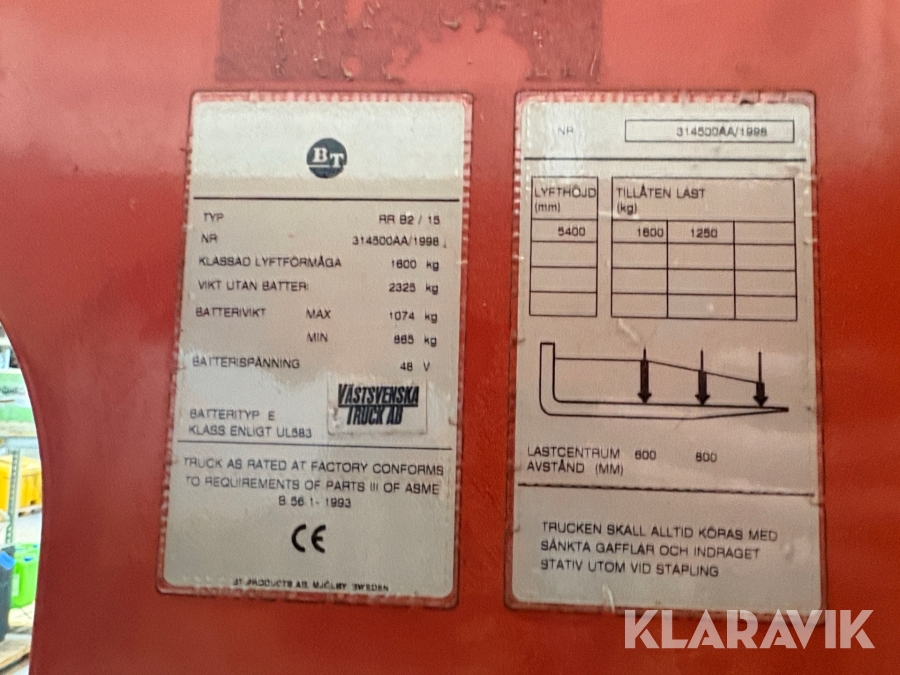 BT
TYP RR B2 / 15
NR 314500AA/1998
KLASSAD LYFTFÖRMÅGA 1600 kg
VIKT UTAN BATTERI 2325 kg
BATTERIVIKT MAX 1074 kg
MIN 865 kg
BATTERISPÄNNING 48 V
VÄSTSVENSKA
TRUCK AB
BATTERITYP E
KLASS ENLIGT UL583
TRUCK AS RATED AT FACTORY CONFORMS
TO REQUIREMENTS OF PARTS III OF ASME
B 56.1- 1993
CE
BT PRODUCTS AB, MJÖLBY SWEDEN
NR 314500AA/1998
LYFTHÖJD TILLÅTEN LAST
(mm) (kg)
5400 1600 1250
LASTCENTRUM 600 800
AVSTÅND (MM)
TRUCKEN SKALL ALLTID KÖRAS MED
SÄNKTA GAFFLAR OCH INDRAGET
STATIV UTOM VID STAPLING
KLARAVIK